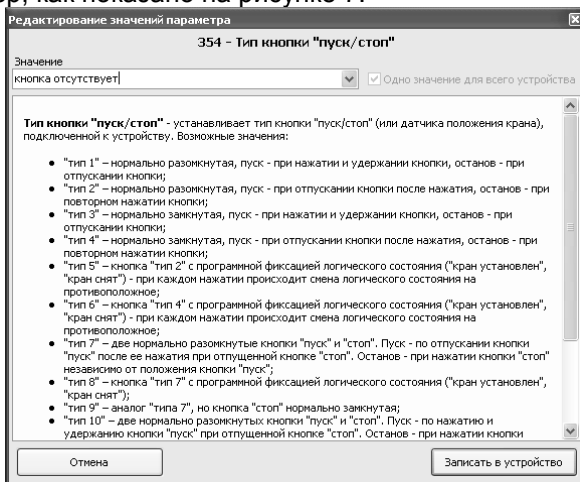 как показано на рисунке
Редактирование значений параметра
354 - Тип кнопки "пуск/стоп"
Значение
кнопка отсутствует
Одно значение для всего устройства
Тип кнопки "пуск/стоп" - устанавливает тип кнопки "пуск/стоп" (или датчика положения крана),
подключенной к устройству. Возможные значения:
● "тип 1" – нормально разомкнутая, пуск - при нажатии и удержании кнопки, останов - при
отпускании кнопки;
● "тип 2" – нормально разомкнутая, пуск - при отпускании кнопки после нажатия, останов - при
повторном нажатии кнопки;
● "тип 3" – нормально замкнутая, пуск - при нажатии и удержании кнопки, останов - при
отпускании кнопки;
● "тип 4" – нормально замкнутая, пуск - при отпускании кнопки после нажатия, останов - при
повторном нажатии кнопки;
● "тип 5" – кнопка "тип 2" с программной фиксацией логического состояния ("кран установлен",
"кран снят") - при каждом нажатии происходит смена логического состояния на
противоположное;
● "тип 6" – кнопка "тип 4" с программной фиксацией логического состояния ("кран установлен",
"кран снят") - при каждом нажатии происходит смена логического состояния на
противоположное;
● "тип 7" – две нормально разомкнутые кнопки "пуск" и "стоп". Пуск - по отпускании кнопки
"пуск" после ее нажатия при отпущенной кнопке "стоп". Останов - при нажатии кнопки "стоп"
независимо от положения кнопки "пуск";
● "тип 8" – кнопка "тип 7" с программной фиксацией логического состояния ("кран установлен",
"кран снят");
● "тип 9" – аналог "типа 7", но кнопка "стоп" нормально замкнутая;
● "тип 10" – две нормально разомкнутых кнопки "пуск" и "стоп". Пуск - по нажатию и
удержанию кнопки "пуск" при отпущенной кнопке "стоп". Останов - при нажатии кнопки
Отмена
Записать в устройство